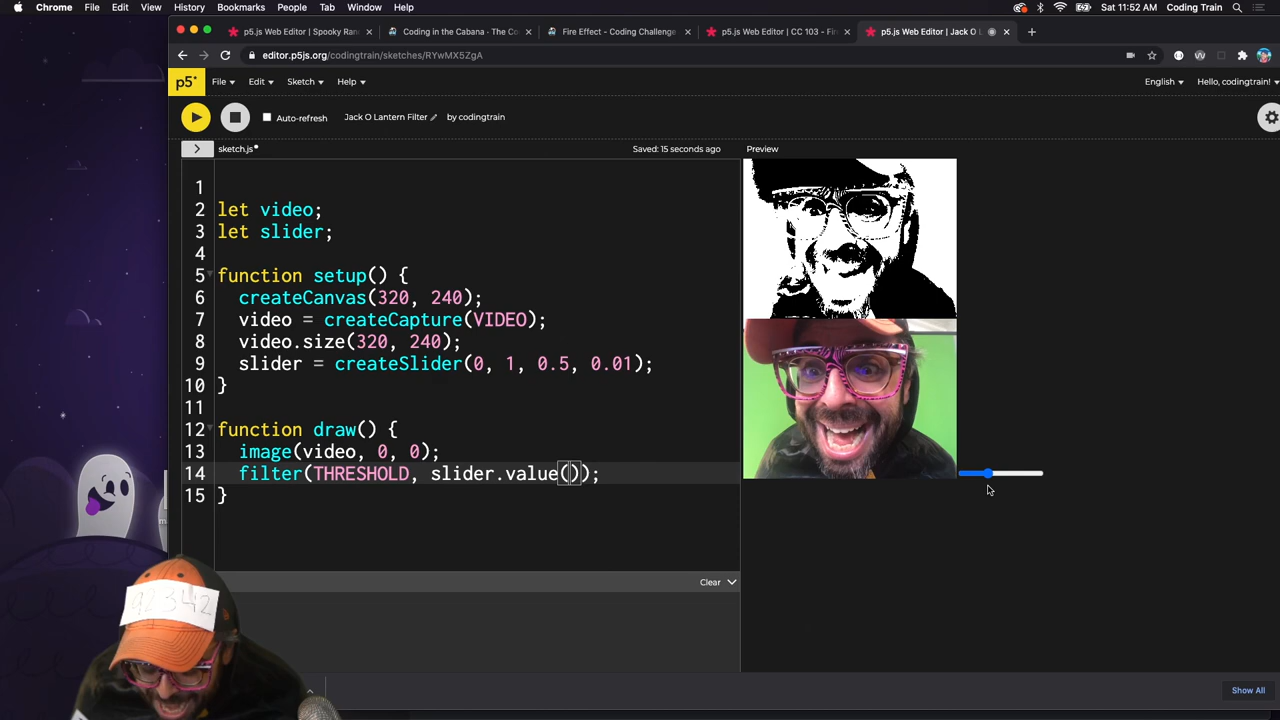 Chrome File Edit View History Bookmarks People Tab Window Help Sat 11:52 AM Coding Train
p5.js Web Editor | Spooky Ran Coding in the Cabana · The Co Fire Effect - Coding Challenge p5.js Web Editor | CC 103 - Fi p5.js Web Editor | Jack O L
editor.p5js.org/codingtrain/sketches/RYwMX5ZgA
p5* File Edit Sketch Help English Hello, codingtrain!
Auto-refresh Jack O Lantern Filter by codingtrain
sketch.js Saved: 15 seconds ago Preview
1
2 let video;
3 let slider;
4
5 function setup() {
6 createCanvas(320, 240);
7 video = createCapture(VIDEO);
8 video.size(320, 240);
9 slider = createSlider(0, 1, 0.5, 0.01);
10 }
11
12 function draw() {
13 image(video, 0, 0);
14 filter(THRESHOLD, slider.value());
15 }
Clear
92342
Show All